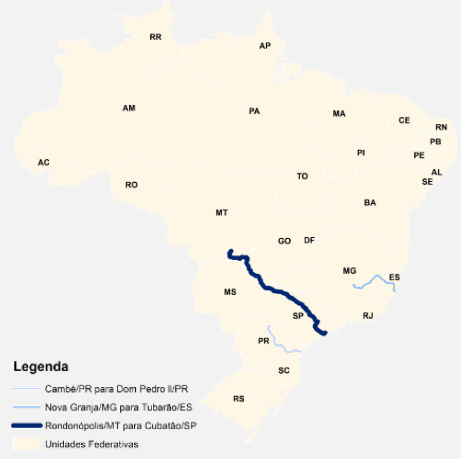 RR
AP
AM
PA
MA
CE
RN
PB
PI
PE
AC
AL
TO
SE
RO
BA
MT
GO
DF
MG
ES
MS
SP
RJ
PR
SC
RS
Legenda
Cambé/PR para Dom Pedro II/PR
Nova Granja/MG para Tubarão/ES
Rondonópolis/MT para Cubatão/SP
Unidades Federativas